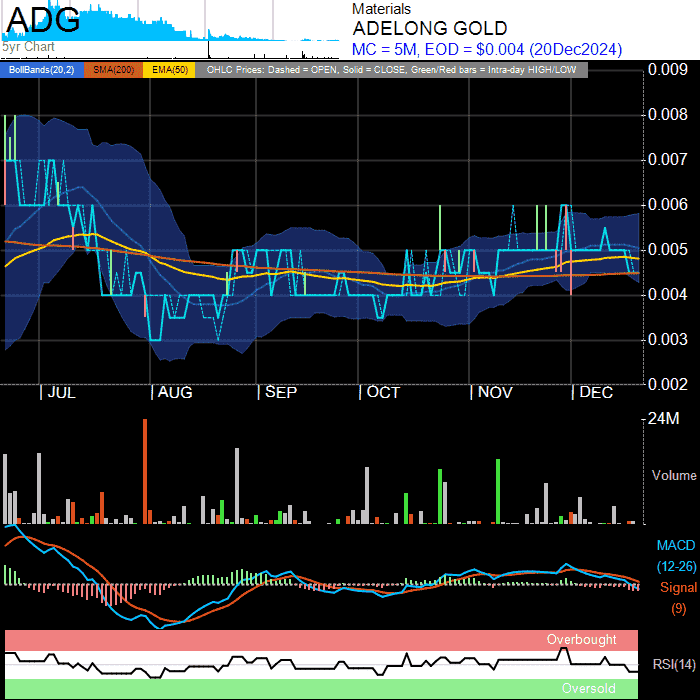 ADG
5yr Chart
Materials
ADELONG GOLD
MC = 5M, EOD = $0.004 (20Dec2024)
BollBands(20,2) SMA(200) EMA(50) OHLC Prices: Dashed = OPEN, Solid = CLOSE, Green/Red bars = Intra-day HIGH/LOW
0.009
0.008
0.007
0.006
0.005
0.004
0.003
0.002
JUL AUG SEP OCT NOV DEC
24M
Volume
MACD
(12-26)
Signal
(9)
Overbought
RSI(14)
Oversold